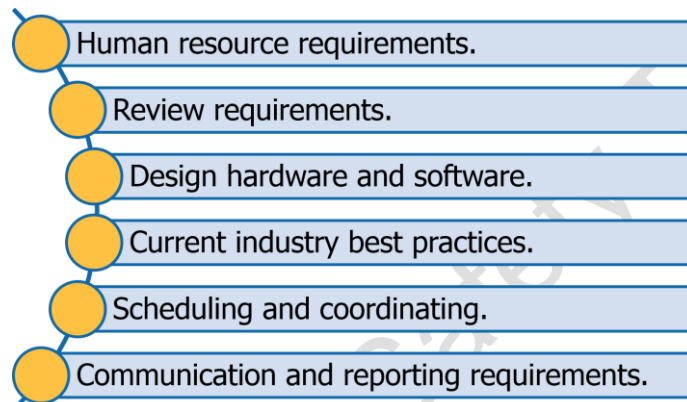 Human resource requirements.
Review requirements.
Design hardware and software.
Current industry best practices.
Scheduling and coordinating.
Communication and reporting requirements.